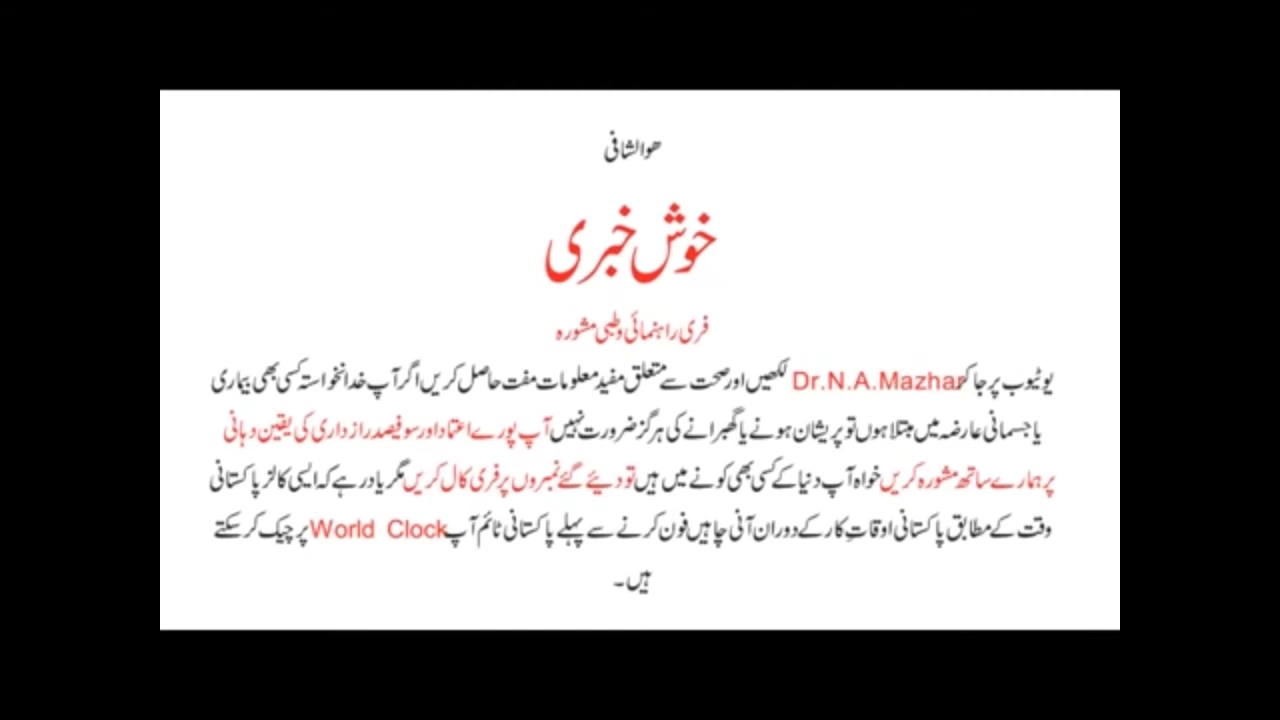 ھوالشافی
خوش خبری
فری راہنمائی و طبی مشورہ
یوٹیوب پر جا کر Dr.N.A.Mazhar لکھیں اور صحت سے متعلق مفید معلومات مفت حاصل کریں اگر آپ خدانخواستہ کسی بھی بیماری
یا جسمانی عارضہ میں مبتلا ہوں تو پریشان ہونے یا گھبرانے کی ہرگز ضرورت نہیں آپ پورے اعتماد اور سو فیصد رازداری کی یقین دہانی
پر ہمارے ساتھ مشورہ کریں خواہ آپ دنیا کے کسی بھی کونے میں ہیں تو دیئے گئے نمبروں پر فری کال کریں مگر یاد رہے کہ ایسی کالز پاکستانی
وقت کے مطابق پاکستانی اوقاتِ کار کے دوران آنی چاہیں فون کرنے سے پہلے پاکستانی ٹائم آپ World Clock پر چیک کر سکتے
ہیں۔